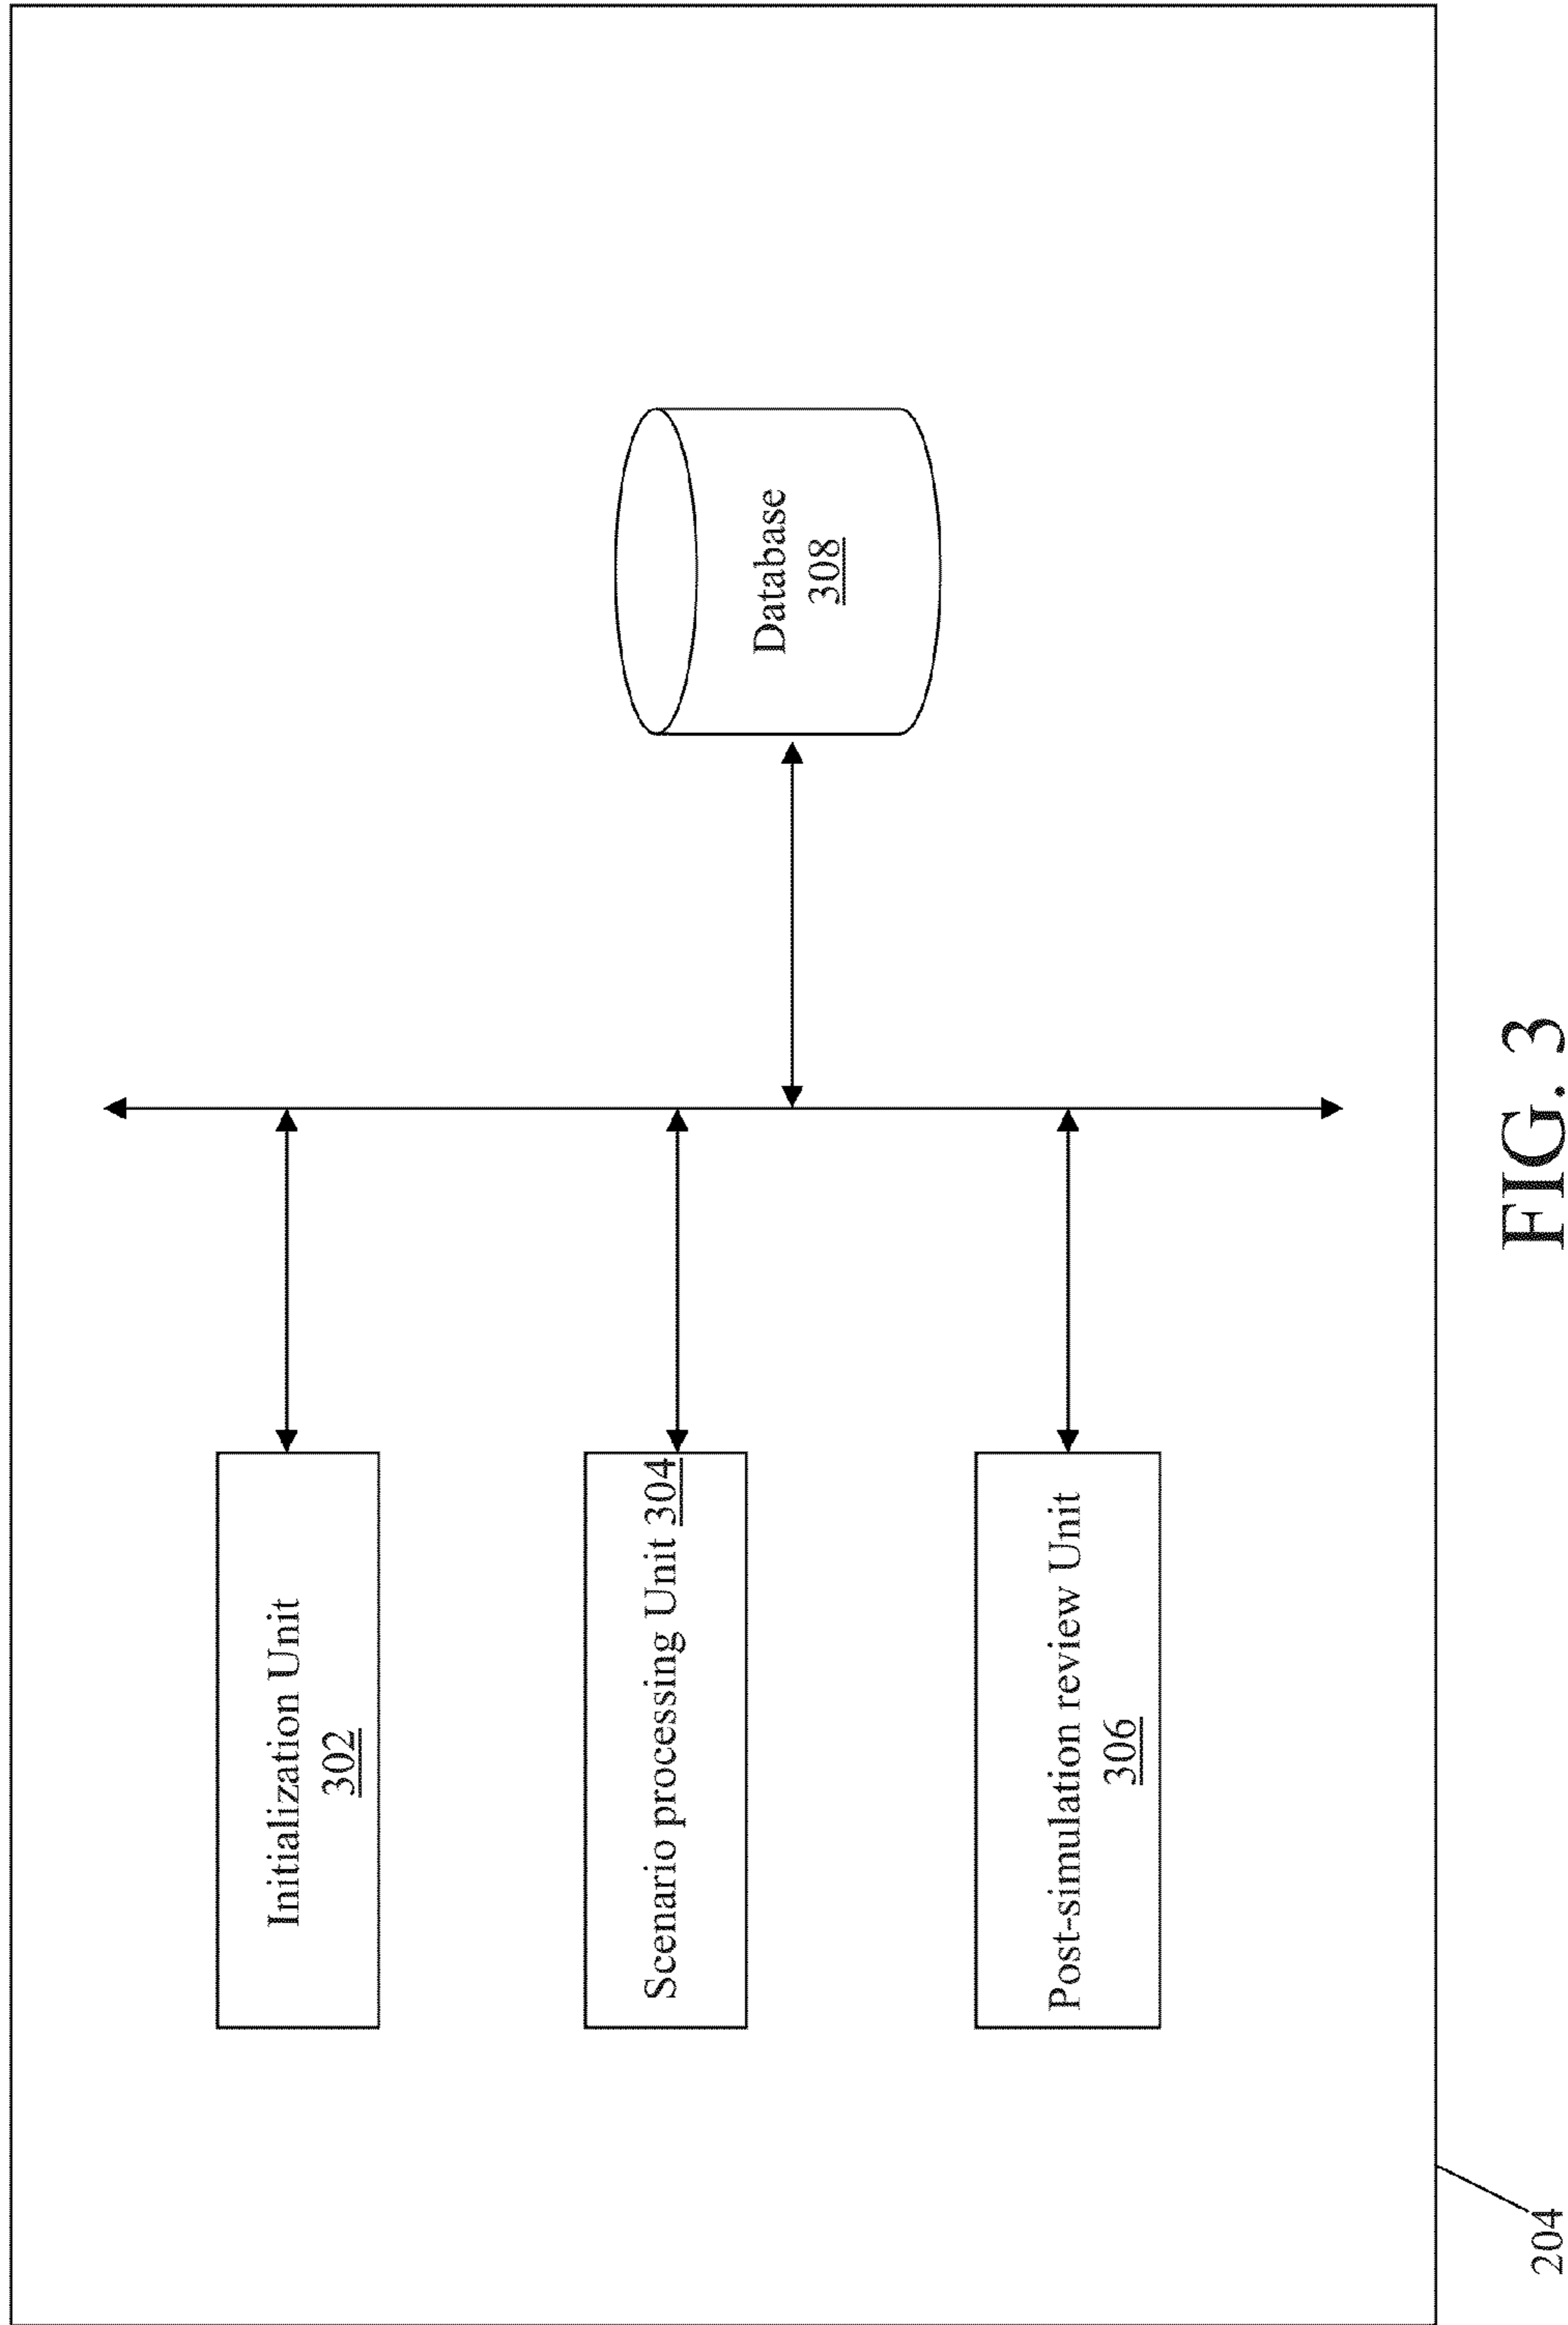 Initialization Unit
302
Scenario processing Unit 304
Post-simulation review Unit
306
Database
308
204
FIG. 3